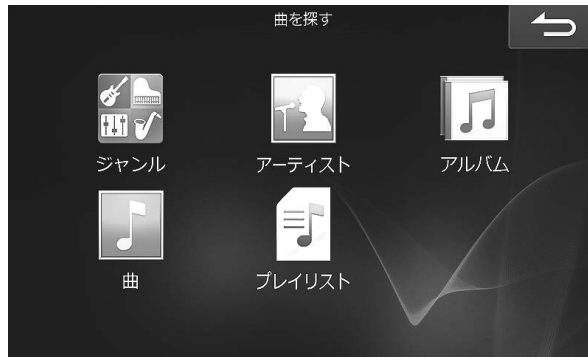 曲を探す
ジャンル
アーティスト
アルバム
曲
プレイリスト